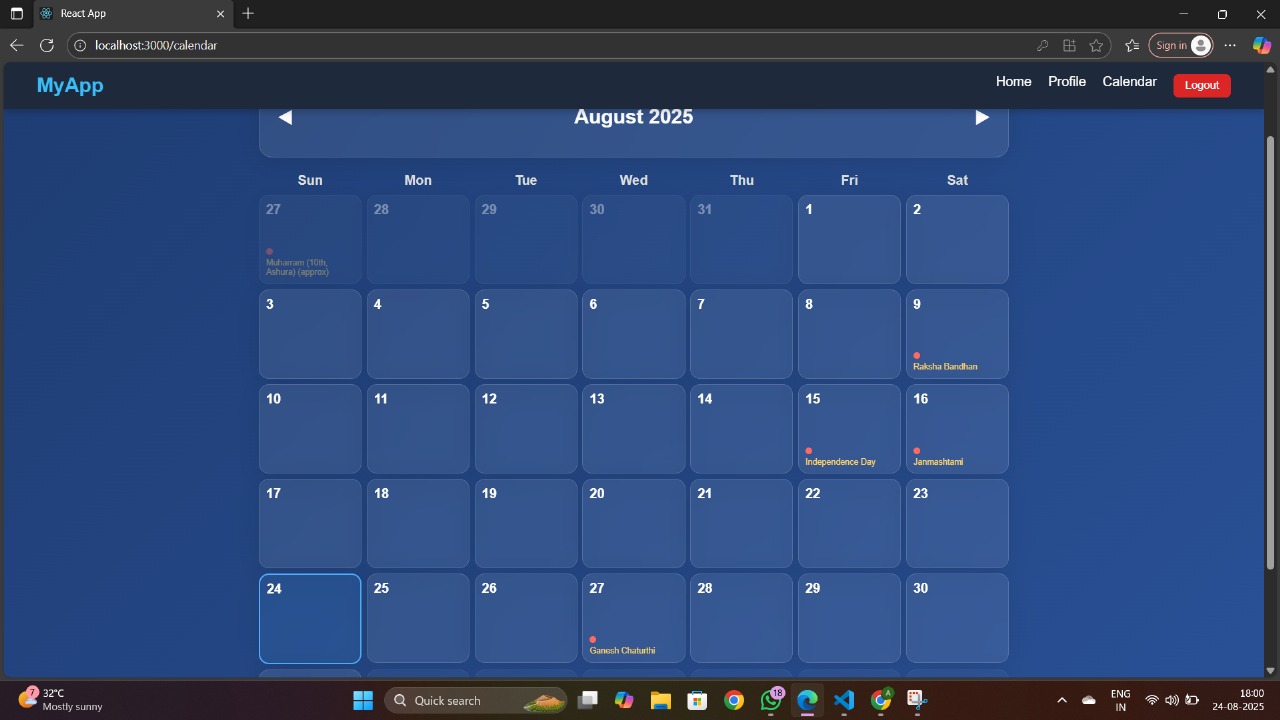 React App
localhost:3000/calendar
Sign in
MyApp
Home Profile Calendar Logout
August 2025
Sun Mon Tue Wed Thu Fri Sat
27 28 29 30 31 1 2
Muharram (10th,
Ashura) (approx)
3 4 5 6 7 8 9
Raksha Bandhan
10 11 12 13 14 15 16
Independence Day Janmashtami
17 18 19 20 21 22 23
24 25 26 27 28 29 30
Ganesh Chaturthi
7 32°C
Mostly sunny
Quick search
18
A
ENG
IN
18:00
24-08-2025